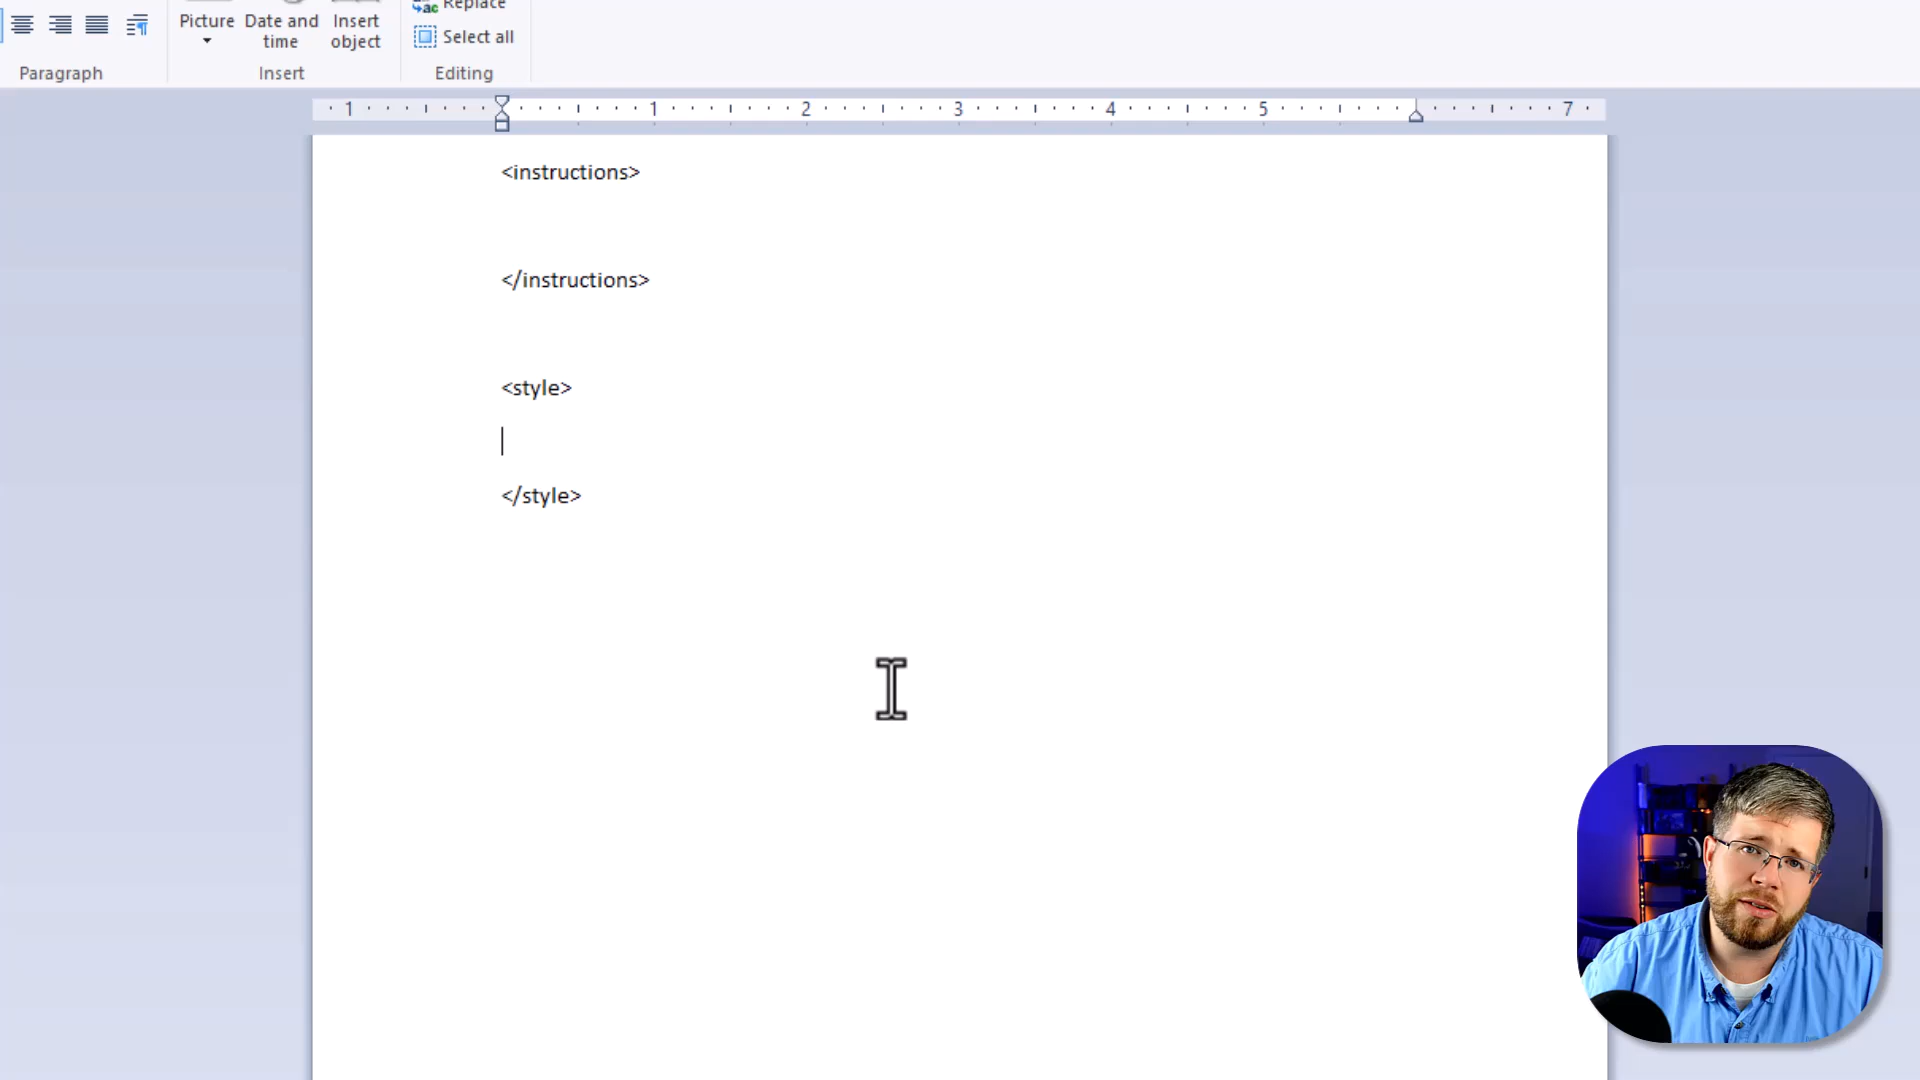 Replace
Picture Date and time Insert object
Select all
Paragraph Insert Editing
1 1 2 3 4 5 7
<instructions>
</instructions>
<style>
</style>